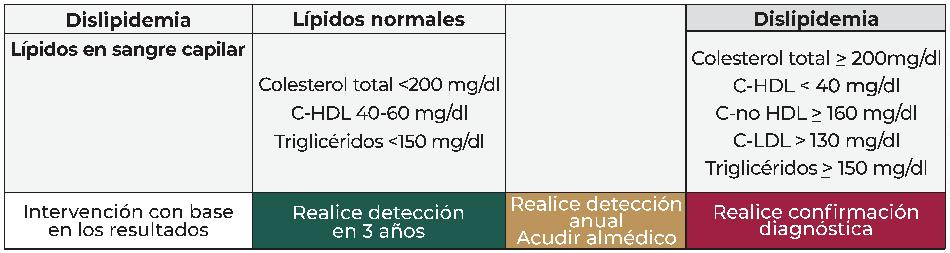 Dislipidemia
Lípidos en sangre capilar
Lípidos normales
Colesterol total <200 mg/dl
C-HDL 40-60 mg/dl
Triglicéridos <150 mg/dl
Dislipidemia
Colesterol total ≥ 200mg/dl
C-HDL < 40 mg/dl
C-no HDL ≥ 160 mg/dl
C-LDL > 130 mg/dl
Triglicéridos ≥ 150 mg/dl
Intervención con base
en los resultados
Realice detección
en 3 años
Realice detección
anual
Acudir almédico
Realice confirmación
diagnóstica